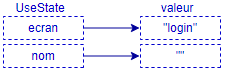 UseState valeur
ecran "login"
nom ""